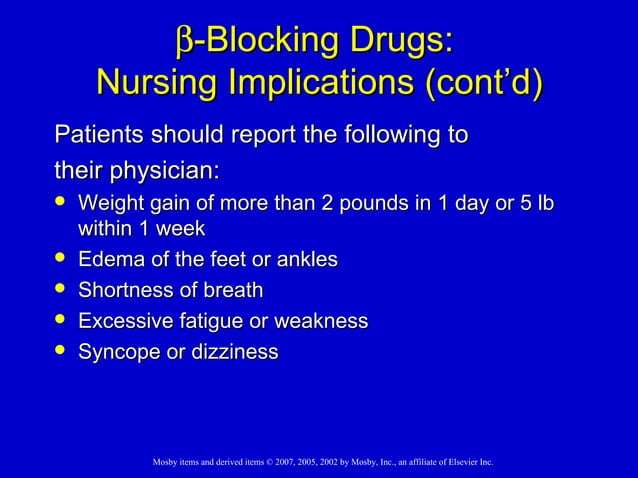 β-Blocking Drugs:
Nursing Implications (cont’d)
Patients should report the following to
their physician:
• Weight gain of more than 2 pounds in 1 day or 5 lb
within 1 week
• Edema of the feet or ankles
• Shortness of breath
• Excessive fatigue or weakness
• Syncope or dizziness
Mosby items and derived items © 2007, 2005, 2002 by Mosby, Inc., an affiliate of Elsevier Inc.